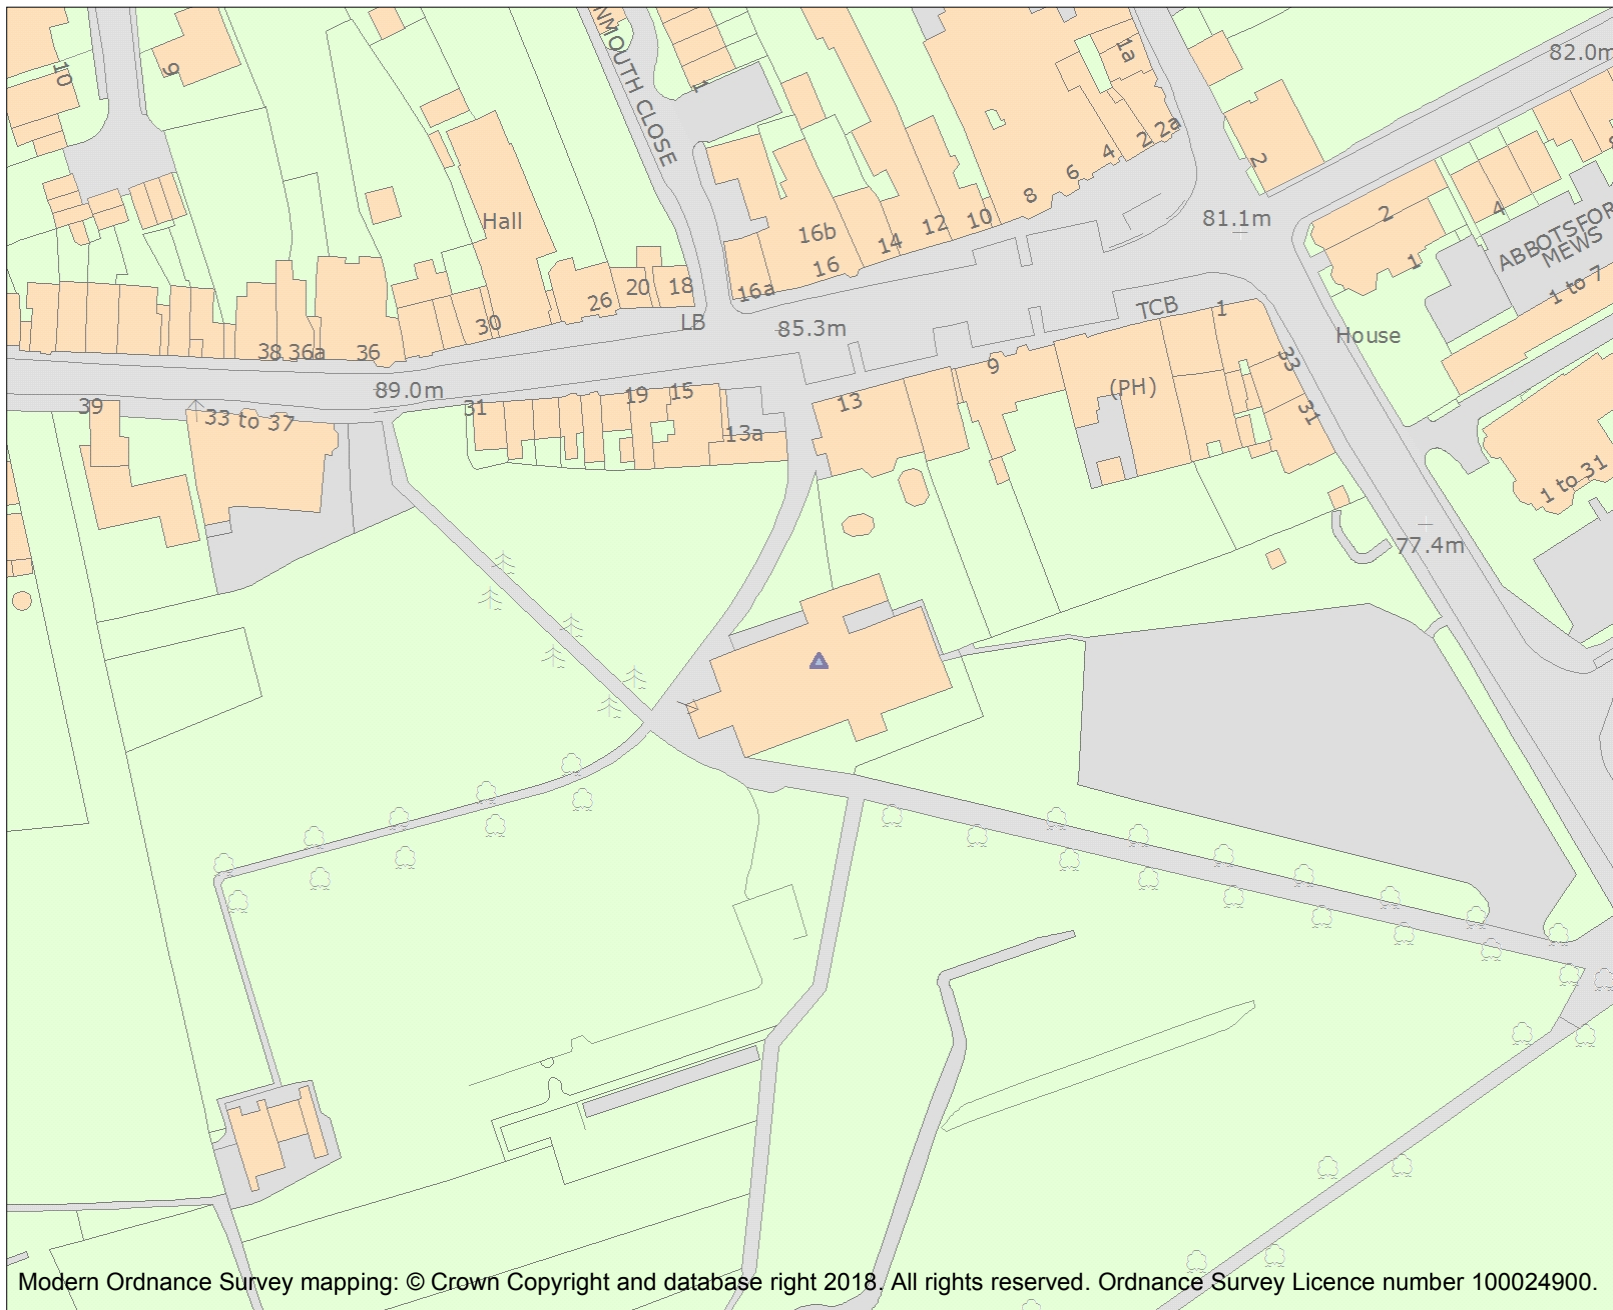 10
9
NMOUTH CLOSE
1
1a
82.0m
2
2a
4
6
8
2
Hall
16b
14
12
10
16
16a
81.1m
2
4
ABBOTSFOR
MEWS
1
1 to 7
26
20
18
30
LB
85.3m
TCB
1
House
38
36a
36
89.0m
33
9
(PH)
31
39
33 to 37
31
19
15
13a
13
1 to 31
77.4m
Modern Ordnance Survey mapping: © Crown Copyright and database right 2018. All rights reserved. Ordnance Survey Licence number 100024900.